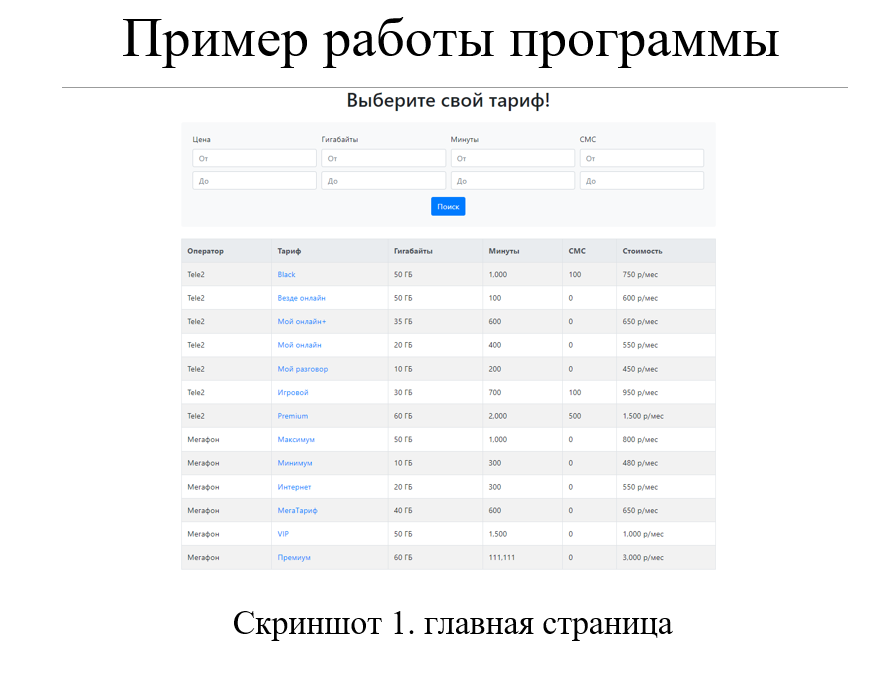 Пример работы программы
Выберите свой тариф!
Цена Гигабайты Минуты СМС
От От От От
До До До До
Поиск
Оператор Тариф Гигабайты Минуты СМС Стоимость
Tele2 Black 50 ГБ 1,000 100 750 р/мес
Tele2 Везде онлайн 50 ГБ 100 0 600 р/мес
Tele2 Мой онлайн+ 35 ГБ 600 0 650 р/мес
Tele2 Мой онлайн 20 ГБ 400 0 550 р/мес
Tele2 Мой разговор 10 ГБ 200 0 450 р/мес
Tele2 Игровой 30 ГБ 700 100 950 р/мес
Tele2 Premium 60 ГБ 2,000 500 1,500 р/мес
Мегафон Максимум 50 ГБ 1,000 0 800 р/мес
Мегафон Минимум 10 ГБ 300 0 480 р/мес
Мегафон Интернет 20 ГБ 300 0 550 р/мес
Мегафон МегаТариф 40 ГБ 600 0 650 р/мес
Мегафон VIP 50 ГБ 1,500 0 1,000 р/мес
Мегафон Премиум 60 ГБ 111,111 0 3,000 р/мес
Скриншот 1. главная страница